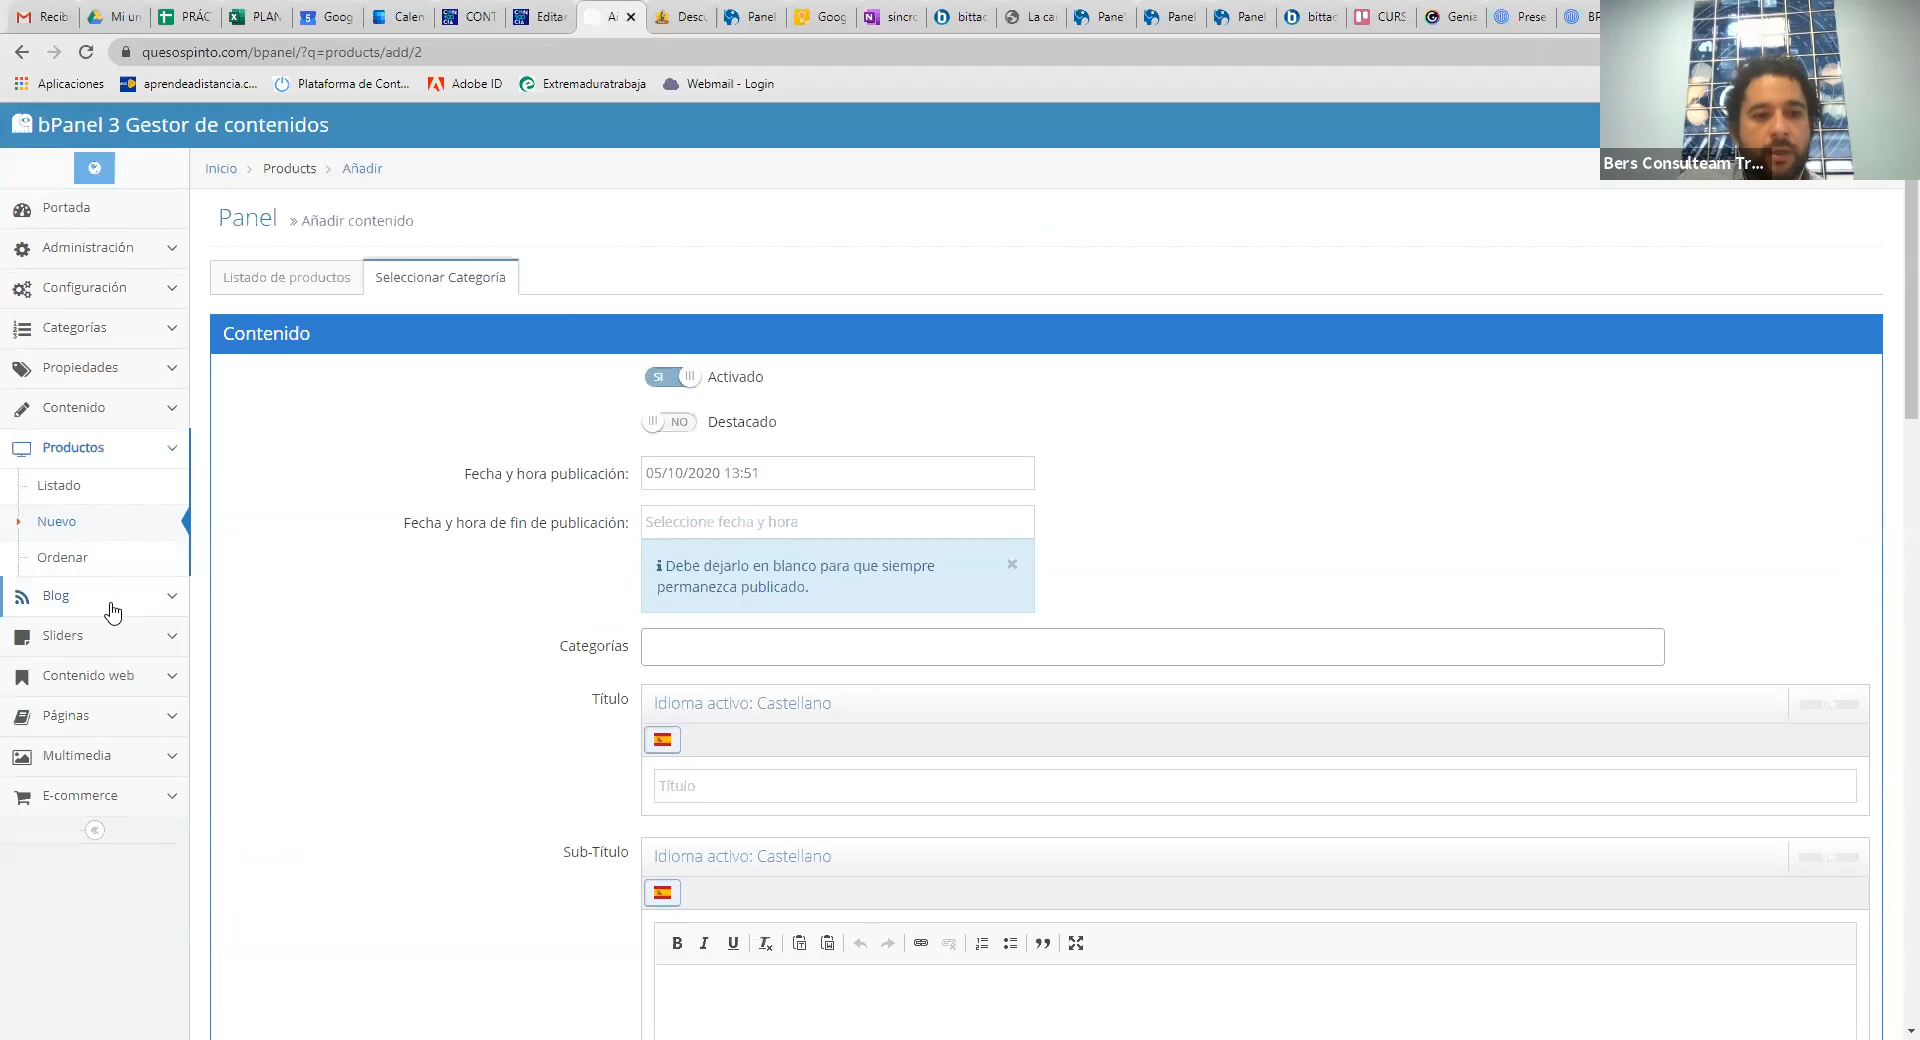 Recib
Mi un
PRÁC
PLAN
Goog
Calen
CONT
Editar
Descu
Panel
Goog
sincro
bittac
La ca
Pane
Panel
Panel
bittac
CURS
Genia
Prese
BP
quesospinto.com/bpanel/?q=products/add/2
Aplicaciones
aprendeadistancia.c...
Plataforma de Cont...
Adobe ID
Extremaduratrabaja
Webmail - Login
bPanel 3 Gestor de contenidos
Bers Consulteam Tr...
Inicio > Products > Añadir
Portada
Administración
Configuración
Categorías
Propiedades
Contenido
Productos
Listado
Nuevo
Ordenar
Blog
Sliders
Contenido web
Páginas
Multimedia
E-commerce
Panel » Añadir contenido
Listado de productos
Seleccionar Categoría
Contenido
SI Activado
NO Destacado
Fecha y hora publicación: 05/10/2020 13:51
Fecha y hora de fin de publicación: Seleccione fecha y hora
Debe dejarlo en blanco para que siempre
permanezca publicado.
Categorías
Título
Idioma activo: Castellano
Título
Sub-Título
Idioma activo: Castellano